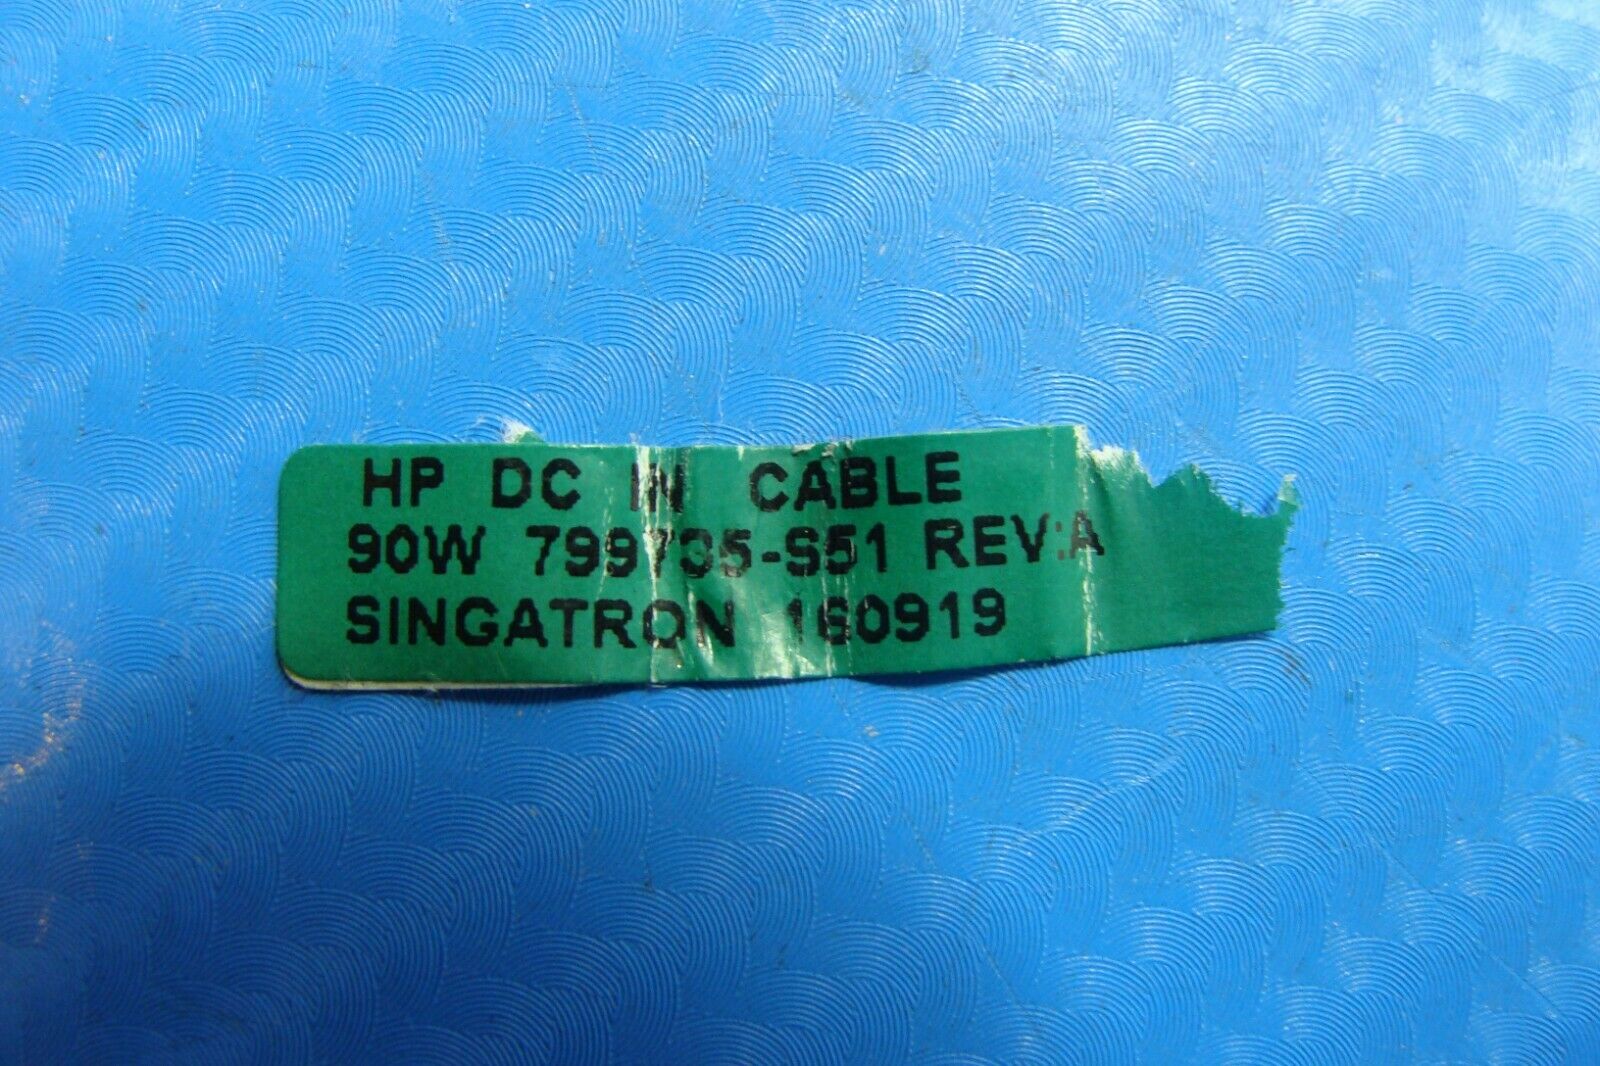 HP DC IN CABLE
90W 799735-S51 REV:A
SINGATRON 160919